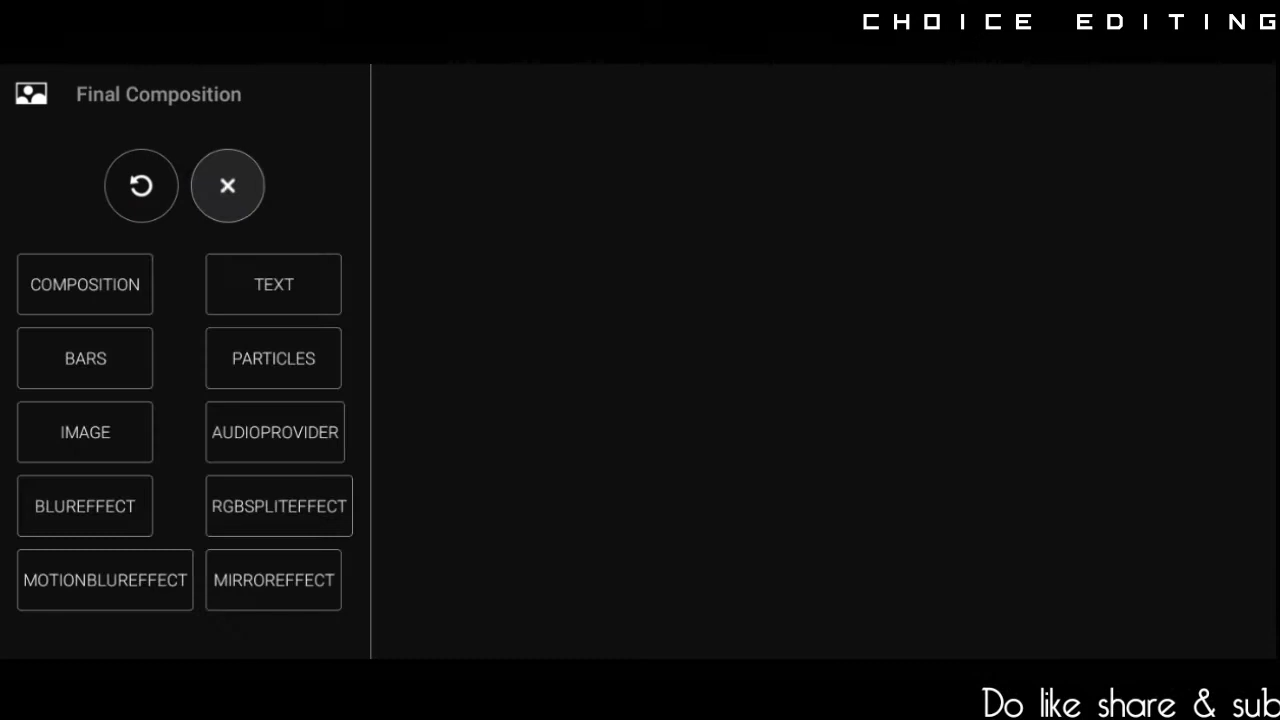 CHOICE EDITING
Final Composition
COMPOSITION TEXT
BARS PARTICLES
IMAGE AUDIOPROVIDER
BLUREFFECT RGBSPLITEFFECT
MOTIONBLUREFFECT MIRROREFFECT
Do like share & sub